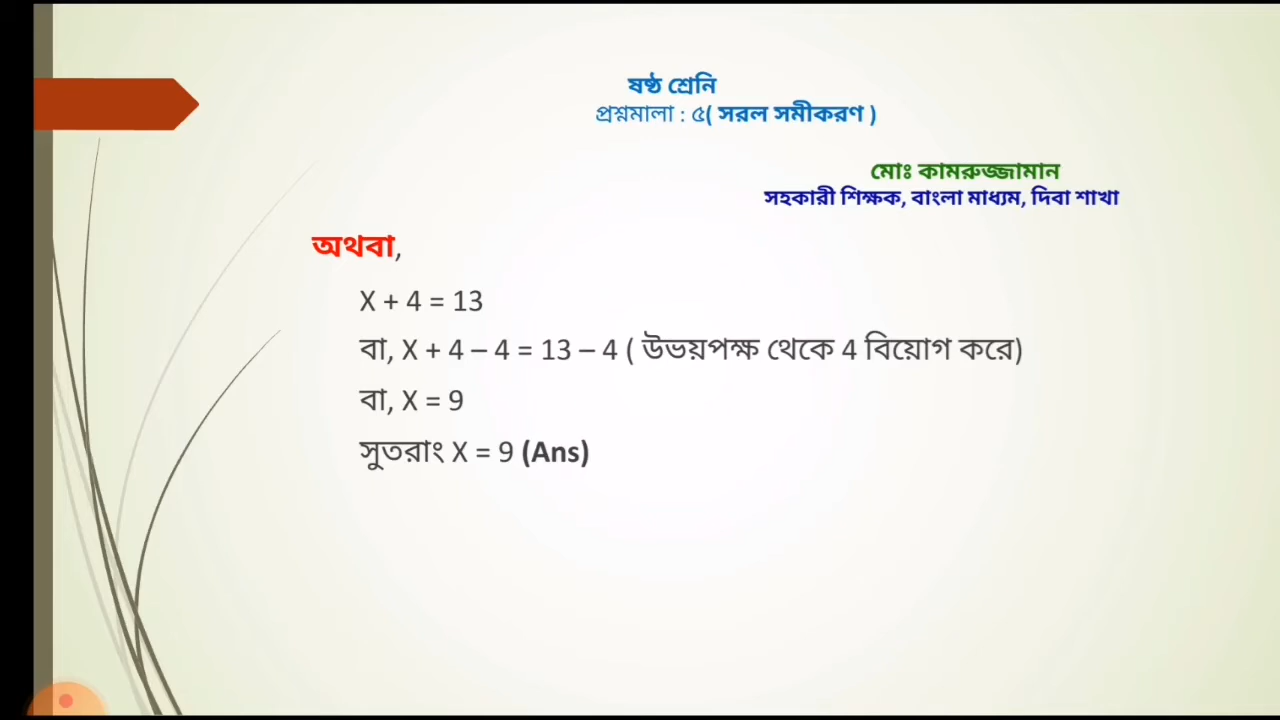 ষষ্ঠ শ্রেনি
প্রশ্নমালা : ৫( সরল সমীকরণ )
মোঃ কামরুজ্জামান
সহকারী শিক্ষক, বাংলা মাধ্যম, দিবা শাখা
অথবা,
X + 4 = 13
বা, X + 4 – 4 = 13 – 4 ( উভয়পক্ষ থেকে 4 বিয়োগ করে)
বা, X = 9
সুতরাং X = 9 (Ans)